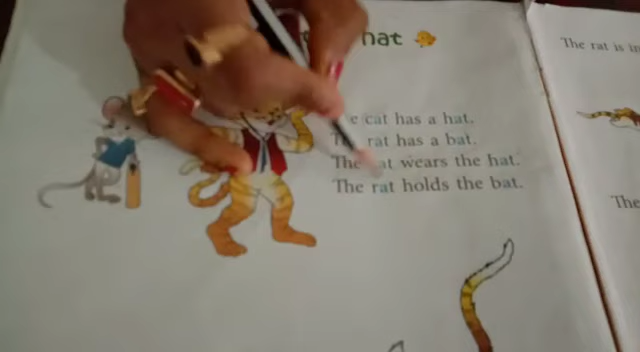 hat
e cat has a hat.
rat has a bat.
The at wears the hat.
The rat holds the bat.
The rat is in
The